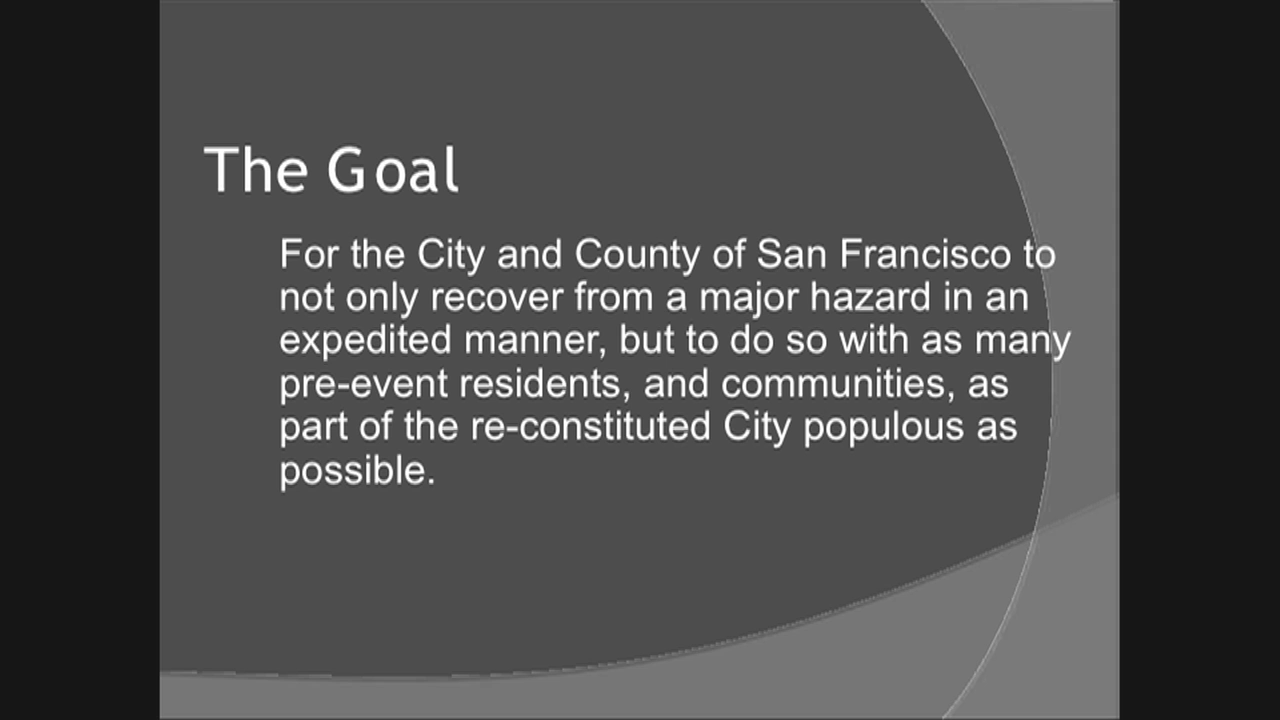 The Goal
For the City and County of San Francisco to
not only recover from a major hazard in an
expedited manner, but to do so with as many
pre-event residents, and communities, as
part of the re-constituted City populous as
possible.